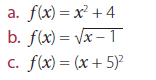 a. f(x) = x² + 4
b. f(x) = √x − 1
c. f(x) = (x + 5)²